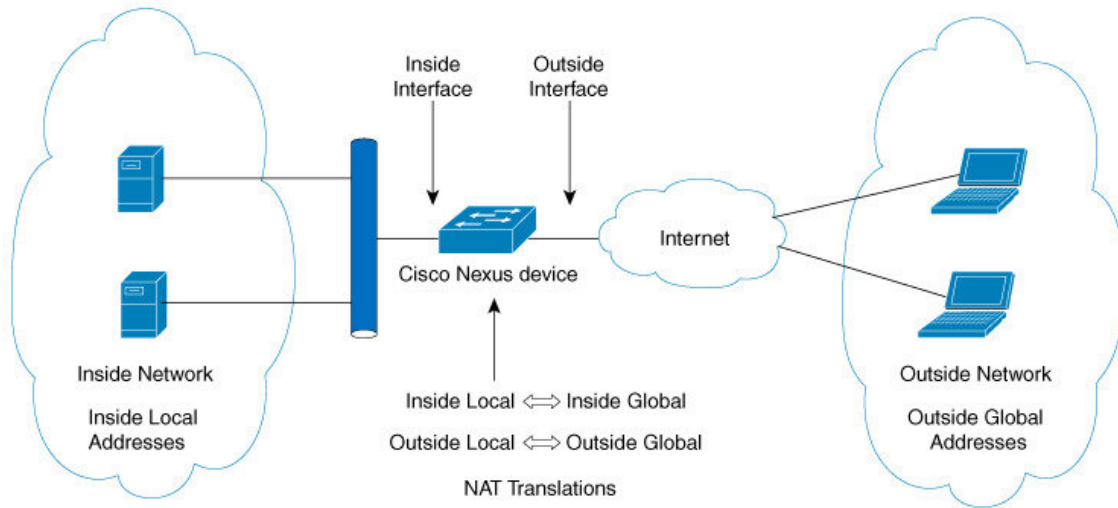 Inside
Interface
Outside
Interface
Internet
Cisco Nexus device
Inside Network
Inside Local
Addresses
Outside Network
Outside Global
Addresses
Inside Local ⇔ Inside Global
Outside Local ⇔ Outside Global
NAT Translations